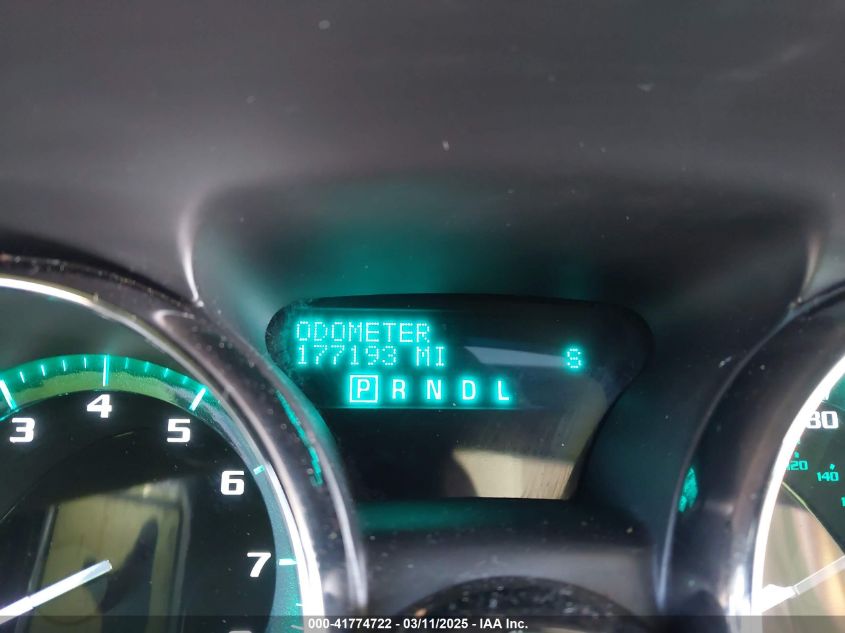 ODOMETER
177193 MI S
P R N D L
3 4 5 6 7
80
120
140
000-41774722 - 03/11/2025 - IAA Inc.